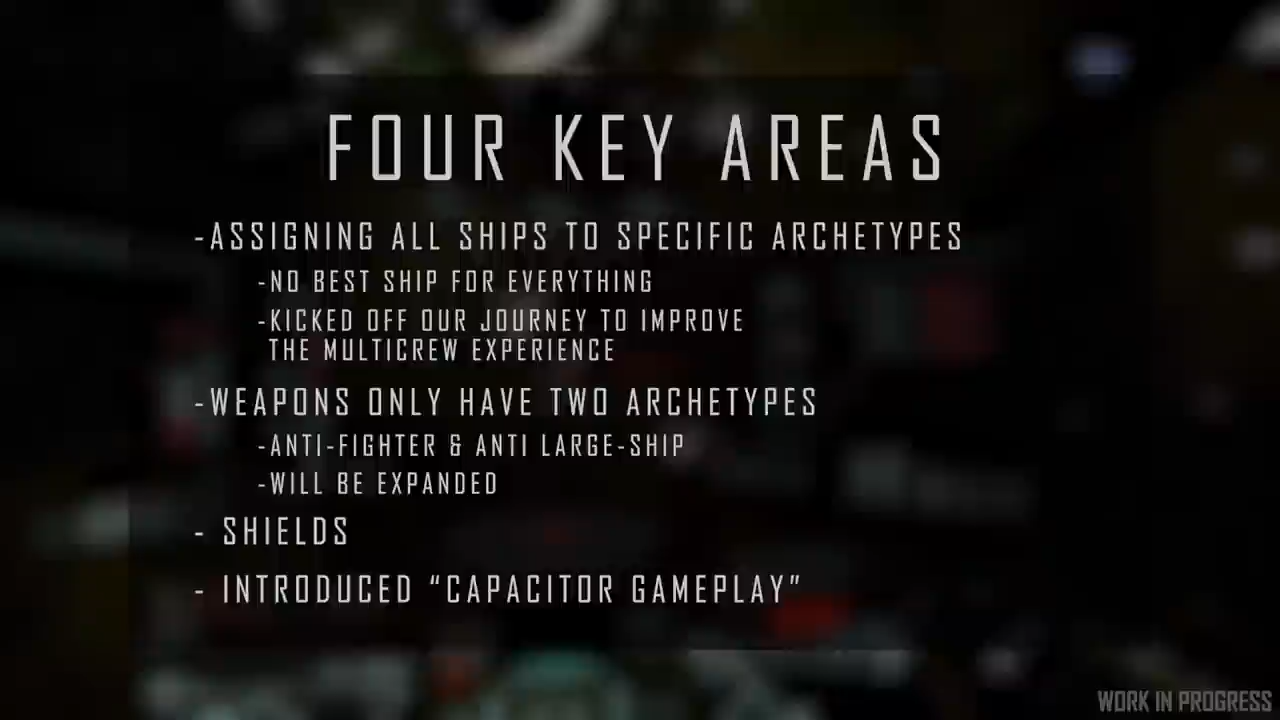 FOUR KEY AREAS
-ASSIGNING ALL SHIPS TO SPECIFIC ARCHETYPES
-NO BEST SHIP FOR EVERYTHING
-KICKED OFF OUR JOURNEY TO IMPROVE
THE MULTICREW EXPERIENCE
-WEAPONS ONLY HAVE TWO ARCHETYPES
-ANTI-FIGHTER & ANTI LARGE-SHIP
-WILL BE EXPANDED
- SHIELDS
- INTRODUCED “CAPACITOR GAMEPLAY”
WORK IN PROGRESS